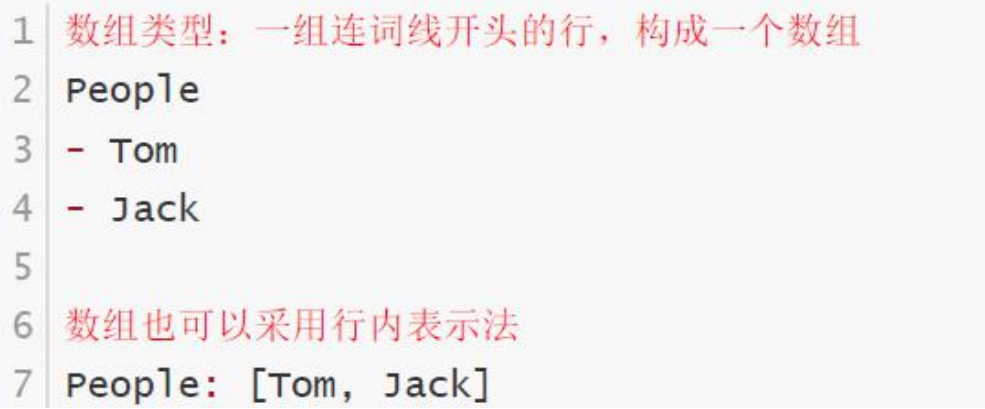 1 数组类型：一组连词线开头的行，构成一个数组
2 People
3 - Tom
4 - Jack
5
6 数组也可以采用行内表示法
7 People: [Tom, Jack]